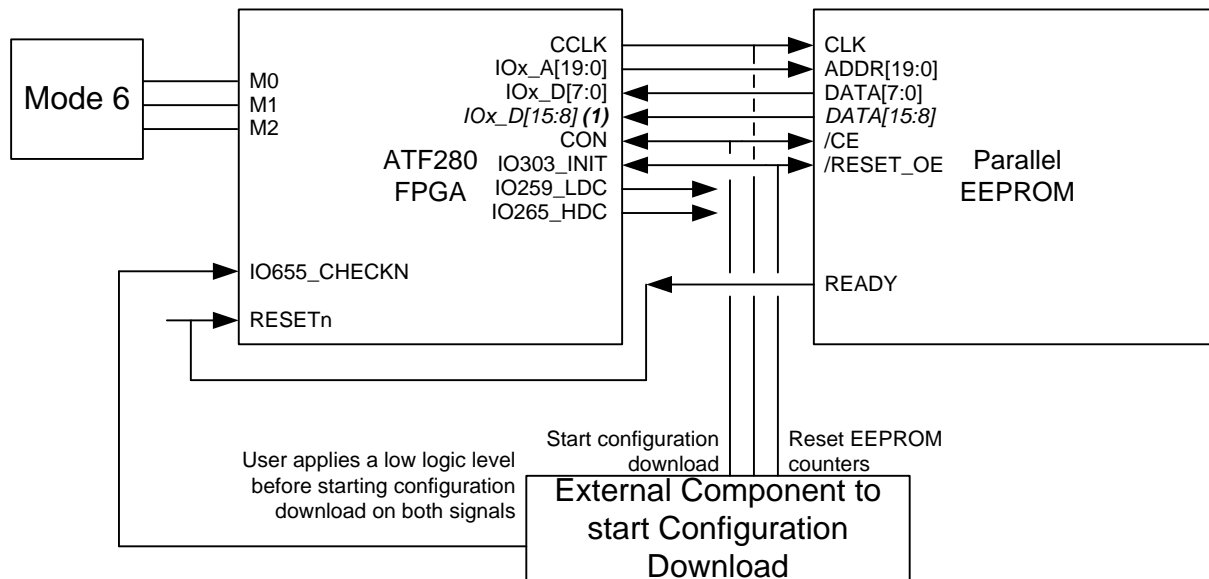 Mode 6
M0
M1
M2
CCLK
IOx_A[19:0]
IOx_D[7:0]
IOx_D[15:8] (1)
CON
IO303_INIT
IO259_LDC
IO265_HDC
ATF280
FPGA
IO655_CHECKN
RESETn
CLK
ADDR[19:0]
DATA[7:0]
DATA[15:8]
/CE
/RESET_OE
Parallel
EEPROM
READY
User applies a low logic level
before starting configuration
download on both signals
Start configuration
download
Reset EEPROM
counters
External Component to
start Configuration
Download